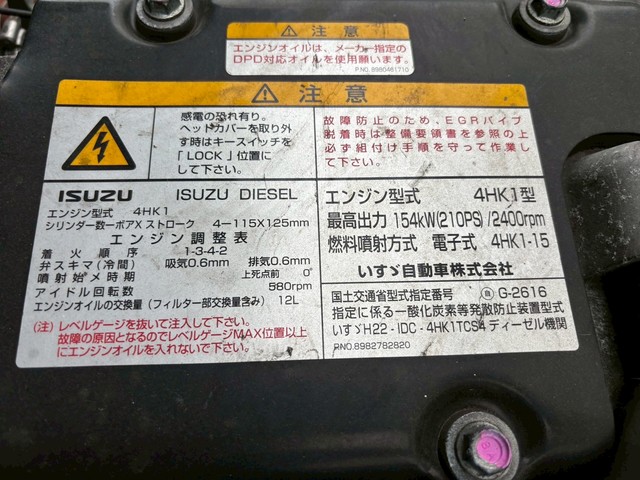 注意
エンジンオイルは、メーカー指定の
DPD対応オイルを使用願います。
P.NO. 8980461710
注意
感電の恐れ有り。
ヘッドカバーを取り外
す時はキースイッチを
「LOCK」位置に
して下さい。
故障防止のため、EGRパイプ
脱着時は整備要領書を参照の上
必ず組付け手順を守って作業し
て下さい。
ISUZU ISUZU DIESEL
エンジン型式 4HK1
シリンダー数ーボアX ストローク 4ー115X125mm
エンジン調整表
着火順序 1-3-4-2
弁スキマ(冷間) 吸気0.6mm 排気0.6mm
噴射始メ時期 上死点前 0°
アイドル回転数 580rpm
エンジンオイルの交換量(フィルター部交換量含み) 12L
(注)レベルゲージを抜いて注入して下さい。
故障の原因となるのでレベルゲージMAX位置以上
にエンジンオイルを入れないで下さい。
エンジン型式 4HK1型
最高出力 154kW(210PS)/2400rpm
燃料噴射方式 電子式 4HK1-15
いすゞ自動車株式会社
国土交通省型式指定番号 G-2616
指定に係る一酸化炭素等発散防止装置型式
いすゞH22-IDC-4HK1TCS4 ディーゼル機関
P.NO.8982782820